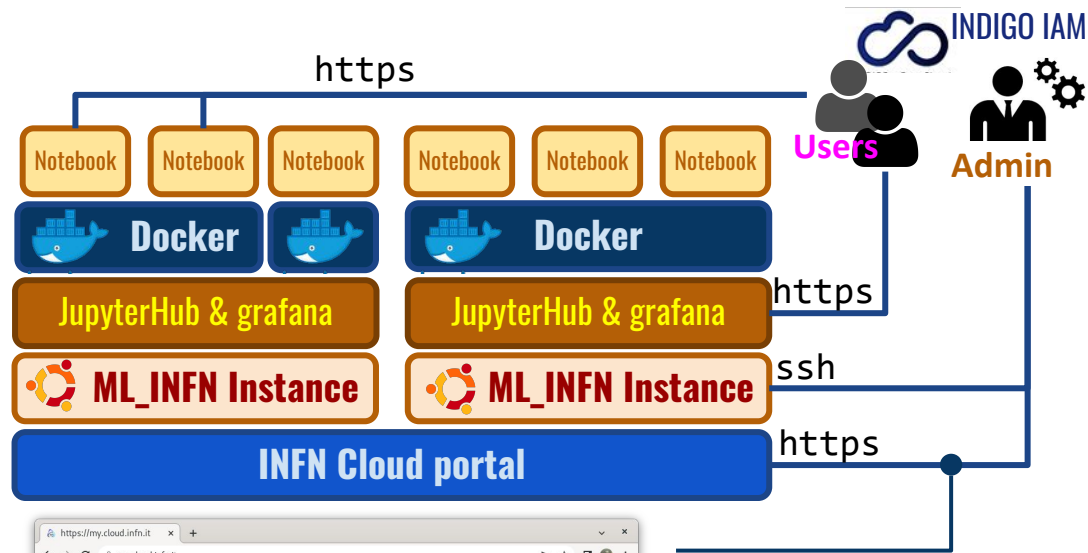 INDIGO IAM
https
Users
Admin
Notebook Notebook Notebook Notebook Notebook Notebook
Docker Docker
https
JupyterHub & grafana JupyterHub & grafana
ssh
ML_INFN Instance ML_INFN Instance
https
INFN Cloud portal
https://my.cloud.infn.it × +